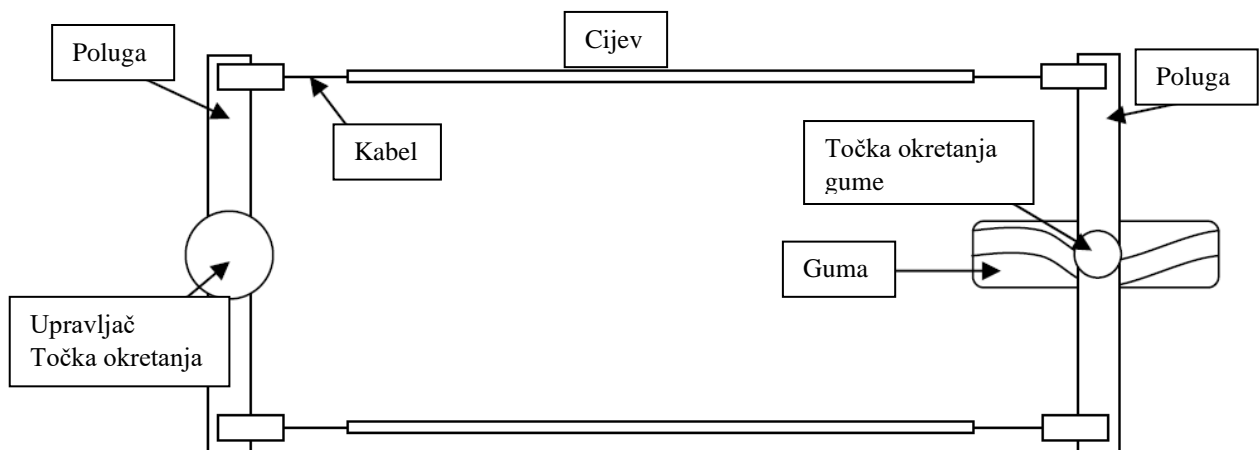 Cijev
Poluga
Poluga
Kabel
Točka okretanja
gume
Guma
Upravljač
Točka okretanja